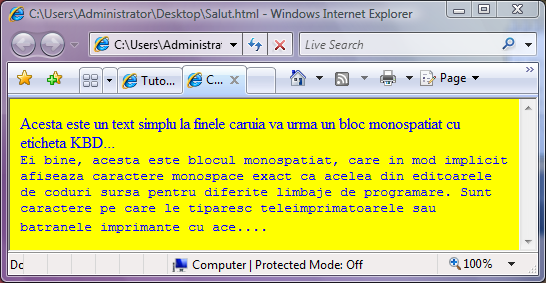 C:\Users\Administrator\Desktop\Salut.html - Windows Internet Explorer
C:\Users\Administrat
Live Search
Tuto...
C...
Page
Acesta este un text simplu la finele caruia va urma un bloc monospatiat cu
eticheta KBD...
Ei bine, acesta este blocul monospatiat, care in mod implicit
afiseaza caractere monospace exact ca acelea din editoarele
de coduri sursa pentru diferite limbaje de programare. Sunt
caractere pe care le tiparesc teleimprimatoarele sau
batranele imprimante cu ace....
Computer | Protected Mode: Off
100%